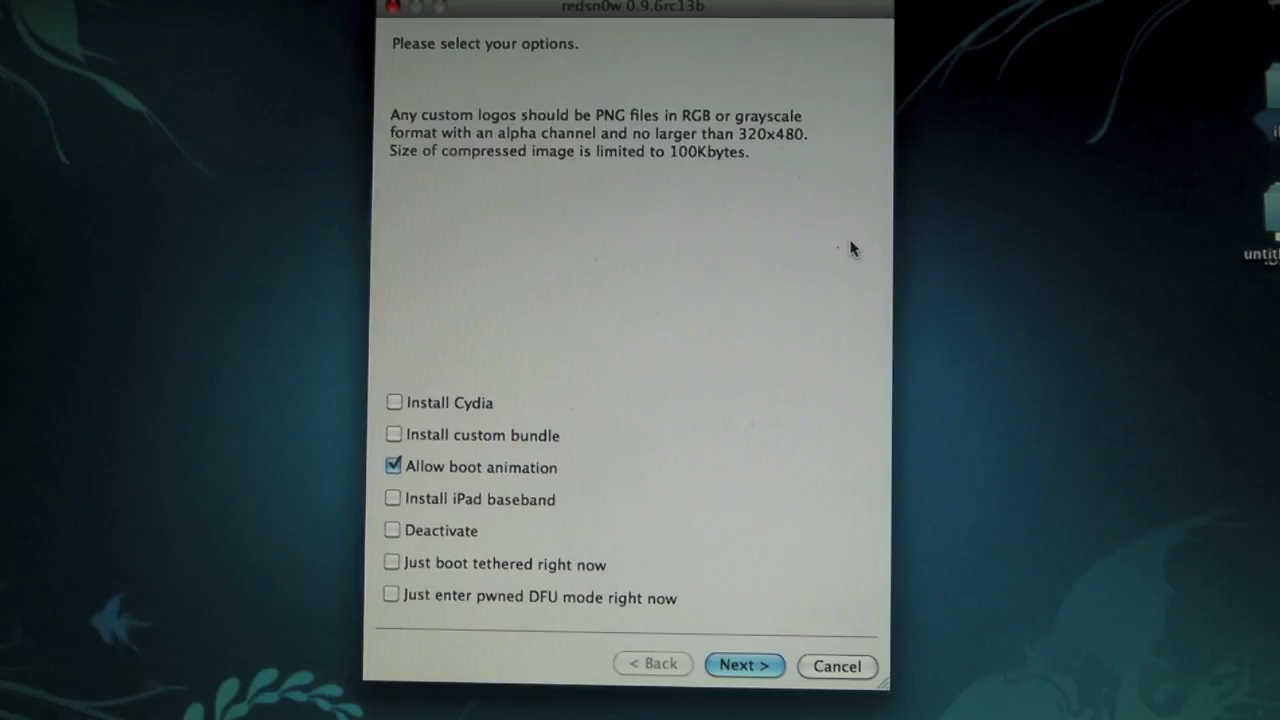 redsn0w 0.9.6rc13b
Please select your options.
Any custom logos should be PNG files in RGB or grayscale
format with an alpha channel and no larger than 320x480.
Size of compressed image is limited to 100Kbytes.
Install Cydia
Install custom bundle
Allow boot animation
Install iPad baseband
Deactivate
Just boot tethered right now
Just enter pwned DFU mode right now
< Back
Next >
Cancel